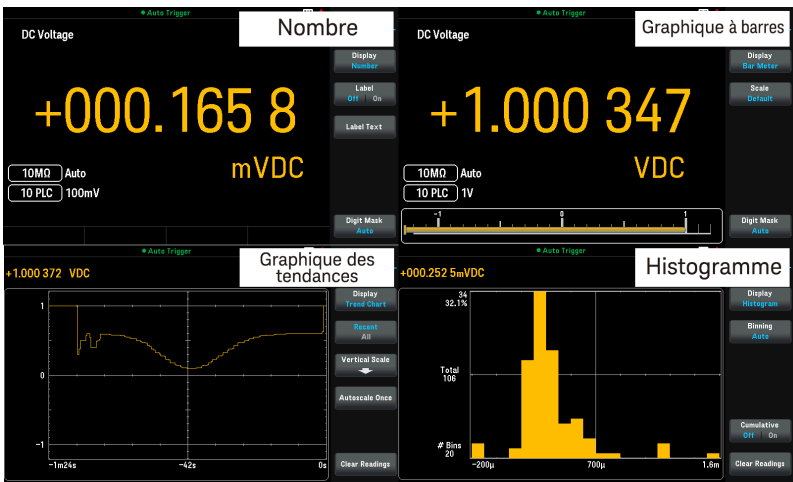 Auto Trigger
Nombre
DC Voltage
Display
Number
Label
Off On
Label Text
+000.165 8
mVDC
10MΩ Auto
10 PLC 100mV
Digit Mask
Auto
Auto Trigger
Graphique à barres
DC Voltage
Display
Bar Meter
Scale
Default
+1.000 347
VDC
10MΩ Auto
10 PLC 1V
-1 0 1
Digit Mask
Auto
Auto Trigger
Graphique des
tendances
+1.000 372 VDC
Display
Trend Chart
Recent
All
Vertical Scale
Autoscale Once
1
0
-1
-1m24s -42s 0s
Clear Readings
Auto Trigger
Histogramme
+000.252 5mVDC
Display
Histogram
34
32.1%
Binning
Auto
Total
106
Cumulative
Off On
# Bins
20
-200µ 700µ 1.6m
Clear Readings